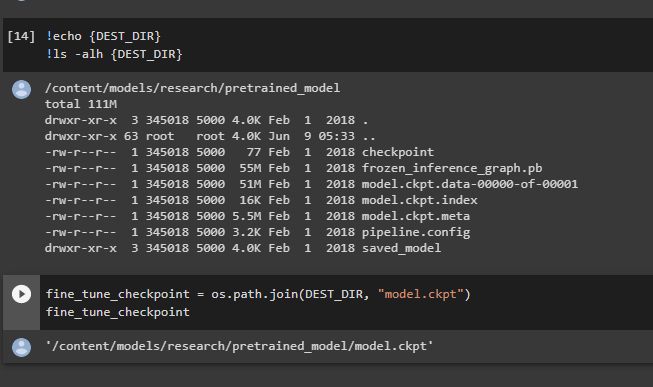 [14] !echo {DEST_DIR}
!ls -alh {DEST_DIR}
/content/models/research/pretrained_model
total 111M
drwxr-xr-x  3 345018 5000 4.0K Feb  1  2018 .
drwxr-xr-x 63 root   root 4.0K Jun  9 05:33 ..
-rw-r--r--  1 345018 5000   77 Feb  1  2018 checkpoint
-rw-r--r--  1 345018 5000  55M Feb  1  2018 frozen_inference_graph.pb
-rw-r--r--  1 345018 5000  51M Feb  1  2018 model.ckpt.data-00000-of-00001
-rw-r--r--  1 345018 5000  16K Feb  1  2018 model.ckpt.index
-rw-r--r--  1 345018 5000 5.5M Feb  1  2018 model.ckpt.meta
-rw-r--r--  1 345018 5000 3.2K Feb  1  2018 pipeline.config
drwxr-xr-x  3 345018 5000 4.0K Feb  1  2018 saved_model
fine_tune_checkpoint = os.path.join(DEST_DIR, "model.ckpt")
fine_tune_checkpoint
'/content/models/research/pretrained_model/model.ckpt'